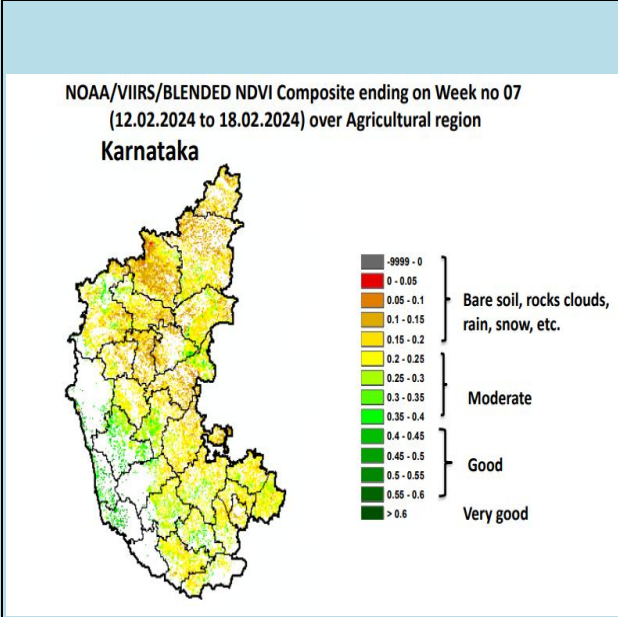 NOAA/VIIRS/BLENDED NDVI Composite ending on Week no 07
(12.02.2024 to 18.02.2024) over Agricultural region
Karnataka
-9999 - 0
0 - 0.05
0.05 - 0.1
0.1 - 0.15
0.15 - 0.2
0.2 - 0.25
0.25 - 0.3
0.3 - 0.35
0.35 - 0.4
0.4 - 0.45
0.45 - 0.5
0.5 - 0.55
0.55 - 0.6
> 0.6
Bare soil, rocks clouds,
rain, snow, etc.
Moderate
Good
Very good